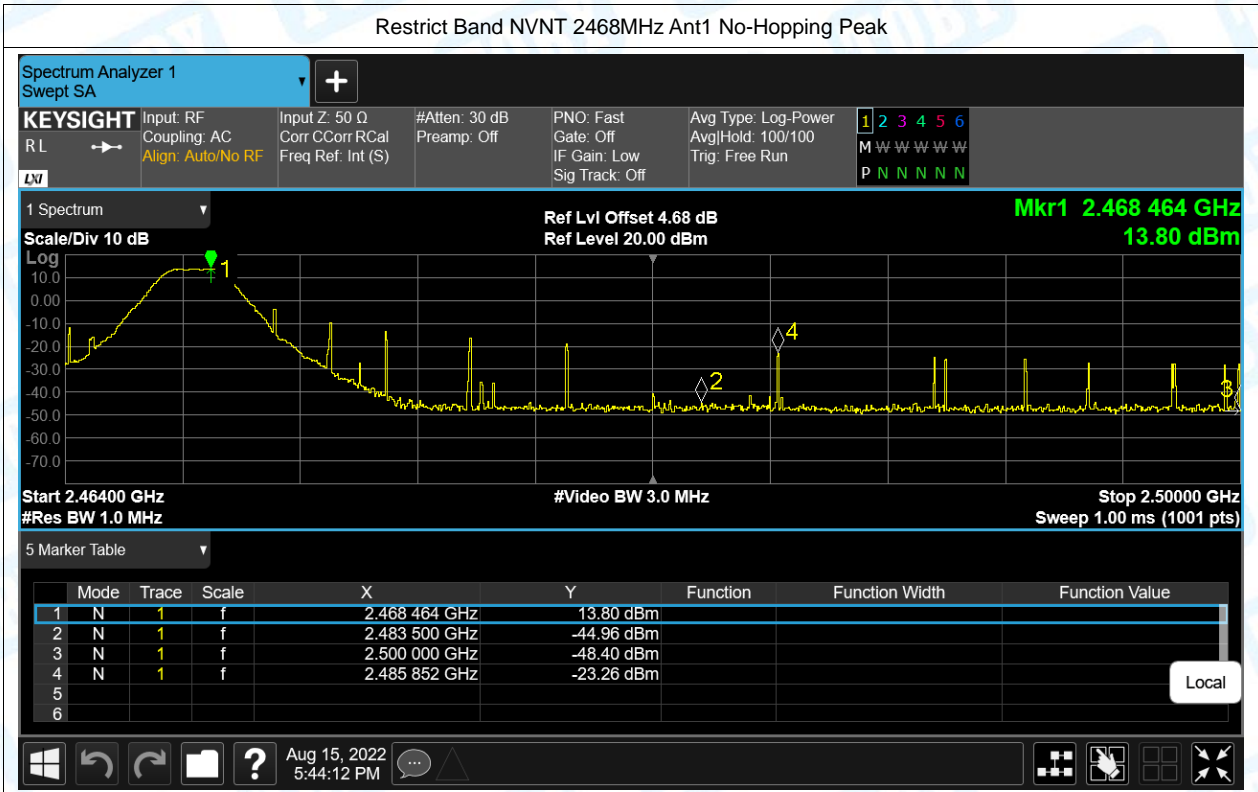 Restrict Band NVNT 2468MHz Ant1 No-Hopping Peak
Spectrum Analyzer 1
Swept SA
+
KEYSIGHT
RL
LXI
Input: RF
Coupling: AC
Align: Auto/No RF
Input Z: 50 Ω
Corr CCorr RCal
Freq Ref: Int (S)
#Atten: 30 dB
Preamp: Off
PNO: Fast
Gate: Off
IF Gain: Low
Sig Track: Off
Avg Type: Log-Power
Avg|Hold: 100/100
Trig: Free Run
1 2 3 4 5 6
M W W W W W
P N N N N N
1 Spectrum
Scale/Div 10 dB
Ref Lvl Offset 4.68 dB
Ref Level 20.00 dBm
Mkr1 2.468 464 GHz
13.80 dBm
Log
10.0
0.00
-10.0
-20.0
-30.0
-40.0
-50.0
-60.0
-70.0
1
2
4
3
Start 2.46400 GHz
#Res BW 1.0 MHz
#Video BW 3.0 MHz
Stop 2.50000 GHz
Sweep 1.00 ms (1001 pts)
5 Marker Table
Mode Trace Scale X Y Function Function Width Function Value
1 N 1 f 2.468 464 GHz 13.80 dBm
2 N 1 f 2.483 500 GHz -44.96 dBm
3 N 1 f 2.500 000 GHz -48.40 dBm
4 N 1 f 2.485 852 GHz -23.26 dBm
5
6
Local
?
Aug 15, 2022
5:44:12 PM